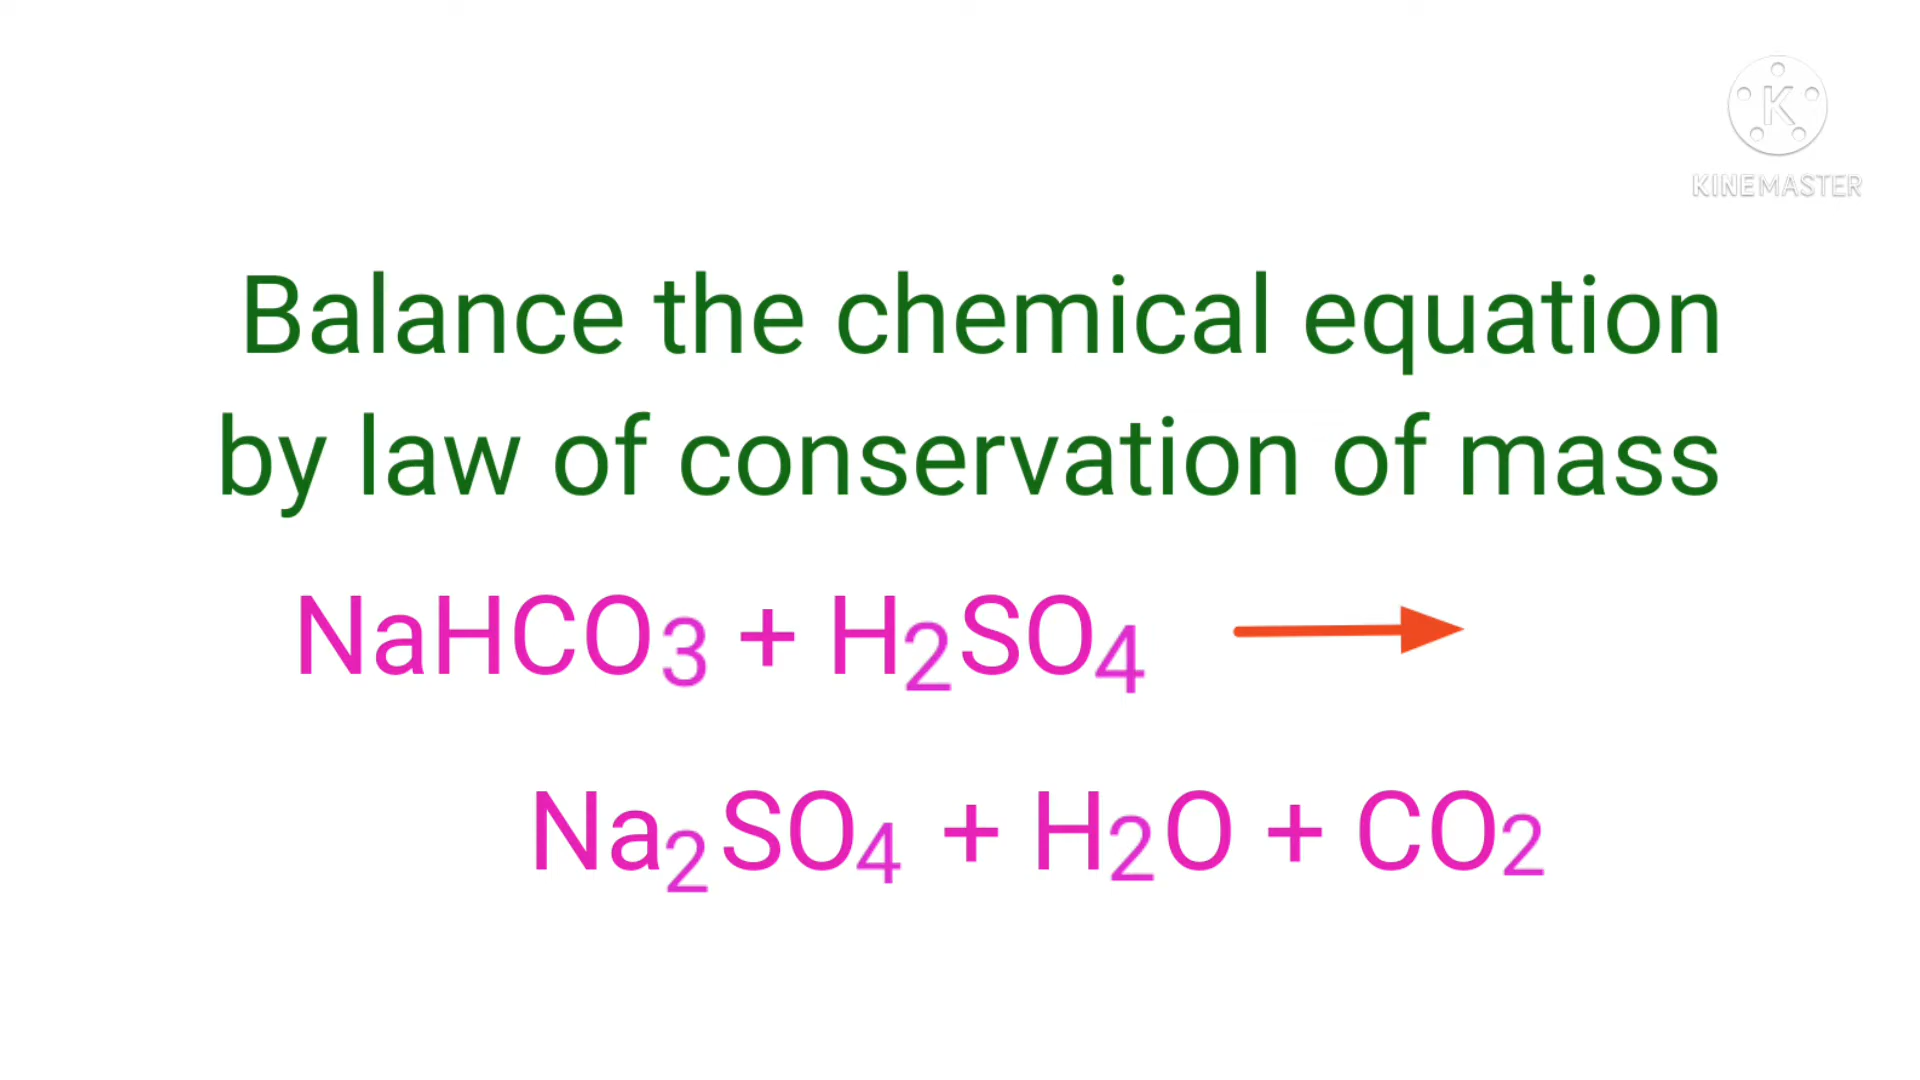 K
KINEMASTER
Balance the chemical equation
by law of conservation of mass
NaHCO3 + H2SO4
Na2SO4 + H2O + CO2